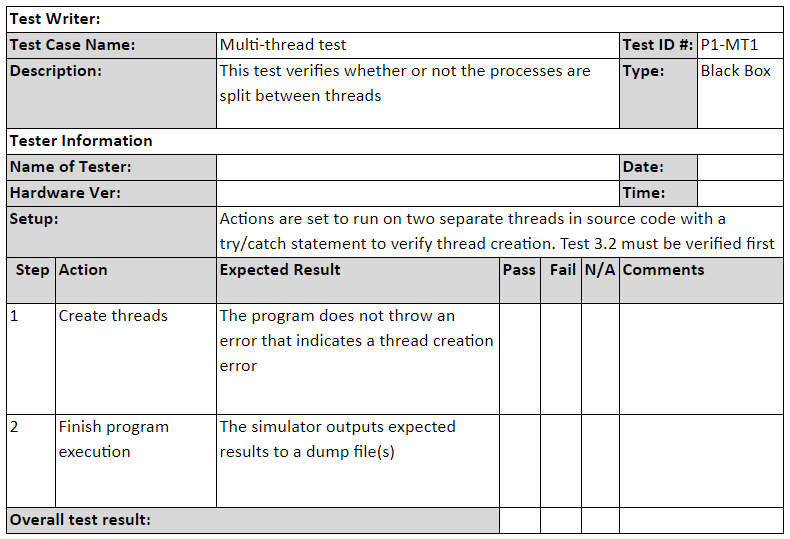 Test Writer:
Test Case Name: Multi-thread test Test ID #: P1-MT1
Description: This test verifies whether or not the processes are Type: Black Box
split between threads
Tester Information
Name of Tester: Date:
Hardware Ver: Time:
Setup: Actions are set to run on two separate threads in source code with a
try/catch statement to verify thread creation. Test 3.2 must be verified first
Step Action Expected Result Pass Fail N/A Comments
1 Create threads The program does not throw an
error that indicates a thread creation
error
2 Finish program The simulator outputs expected
execution results to a dump file(s)
Overall test result: